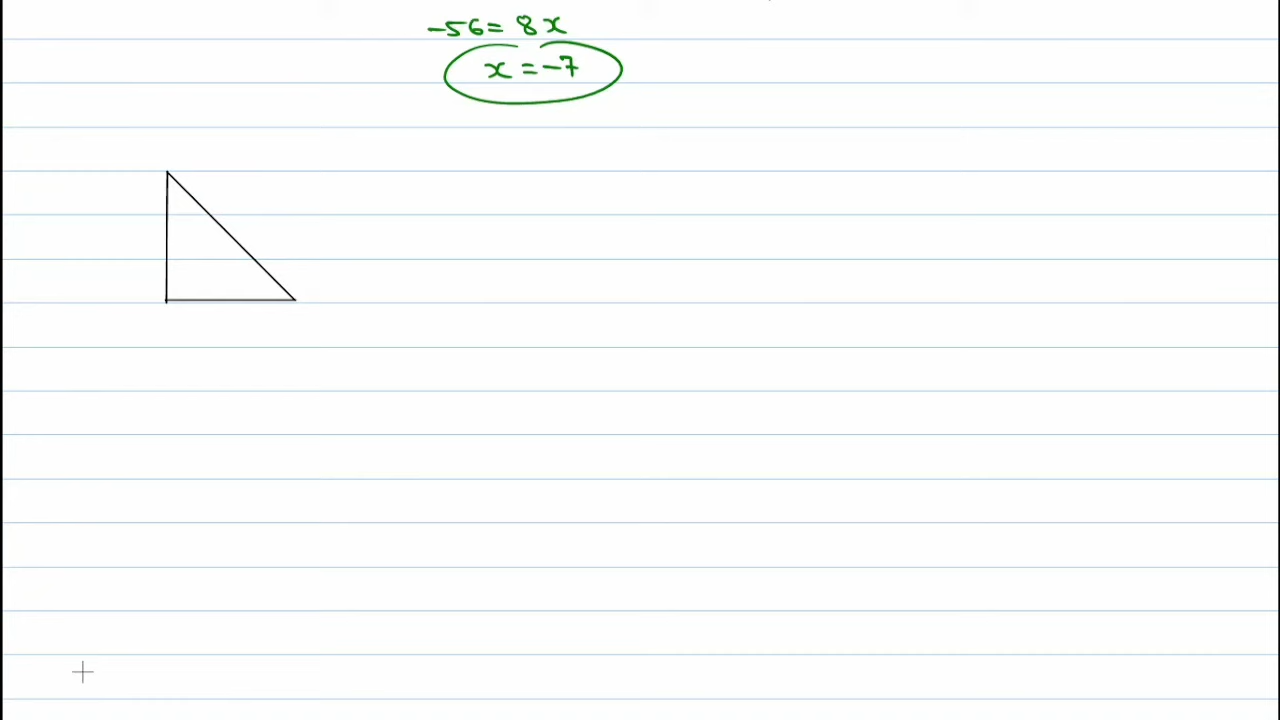 -56 = 8x
x = -7